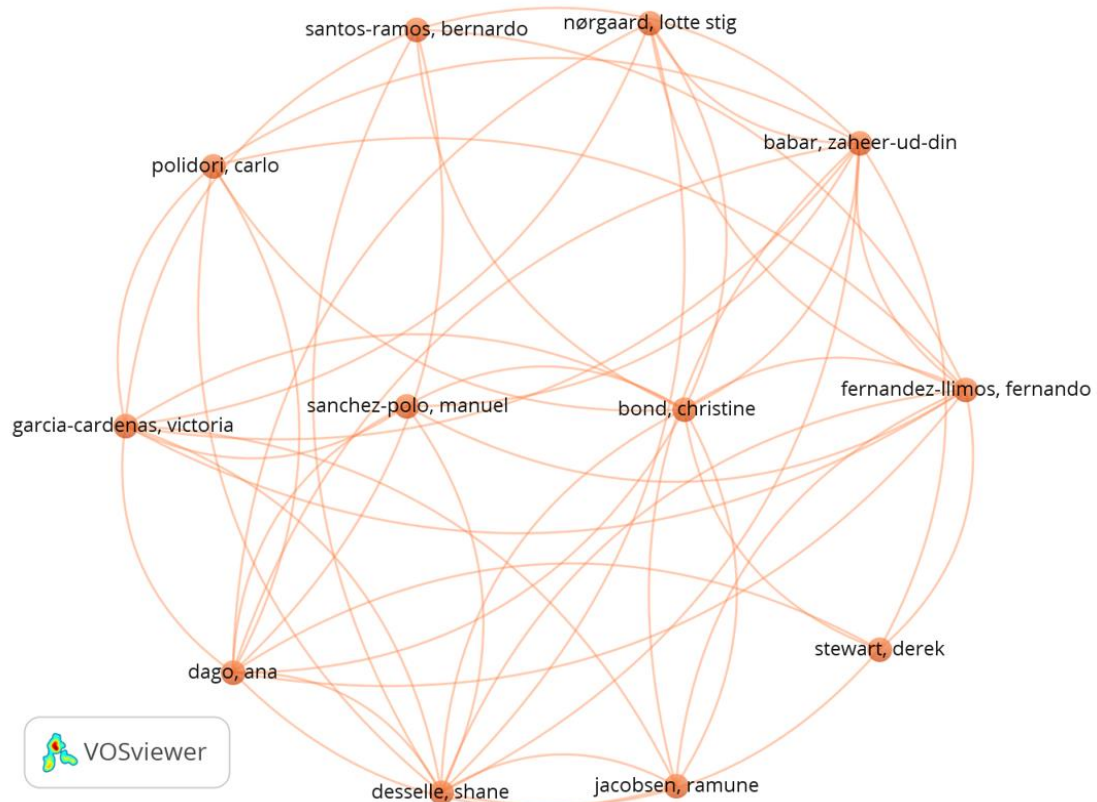 santos-ramos, bernardo
nørgaard, lotte stig
babar, zaheer-ud-din
polidori, carlo
fernandez-llimos, fernando
sanchez-polo, manuel
bond, christine
garcia-cardenas, victoria
stewart, derek
dago, ana
VOSviewer
jacobsen, ramune
desselle, shane